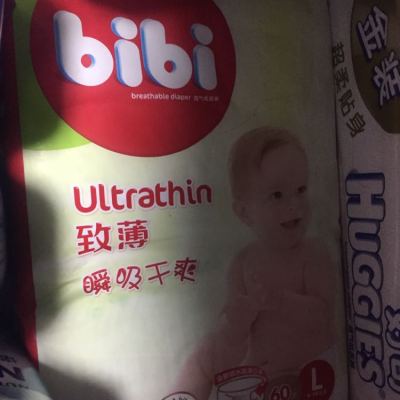 bibi
breathable diaper
Ultrathin
致薄
瞬吸干爽
L
60
金装
超柔贴身
HUGGIES